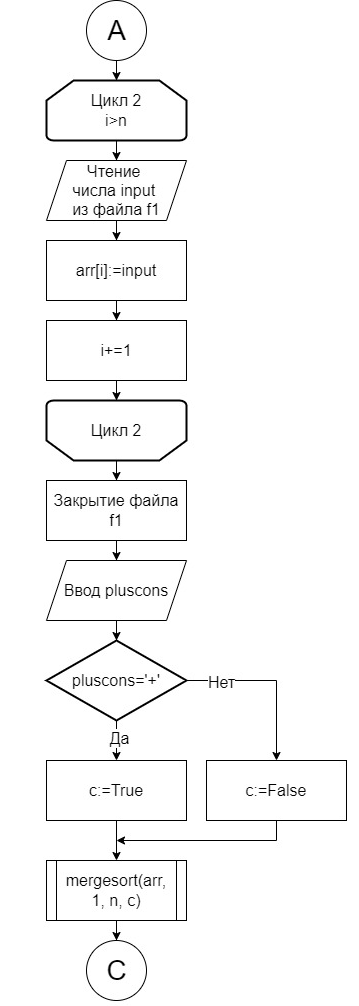 A
Цикл 2
i>n
Чтение
числа input
из файла f1
arr[i]:=input
i+=1
Цикл 2
Закрытие файла
f1
Ввод pluscons
pluscons='+'
Нет
Да
c:=True
c:=False
mergesort(arr,
1, n, c)
C